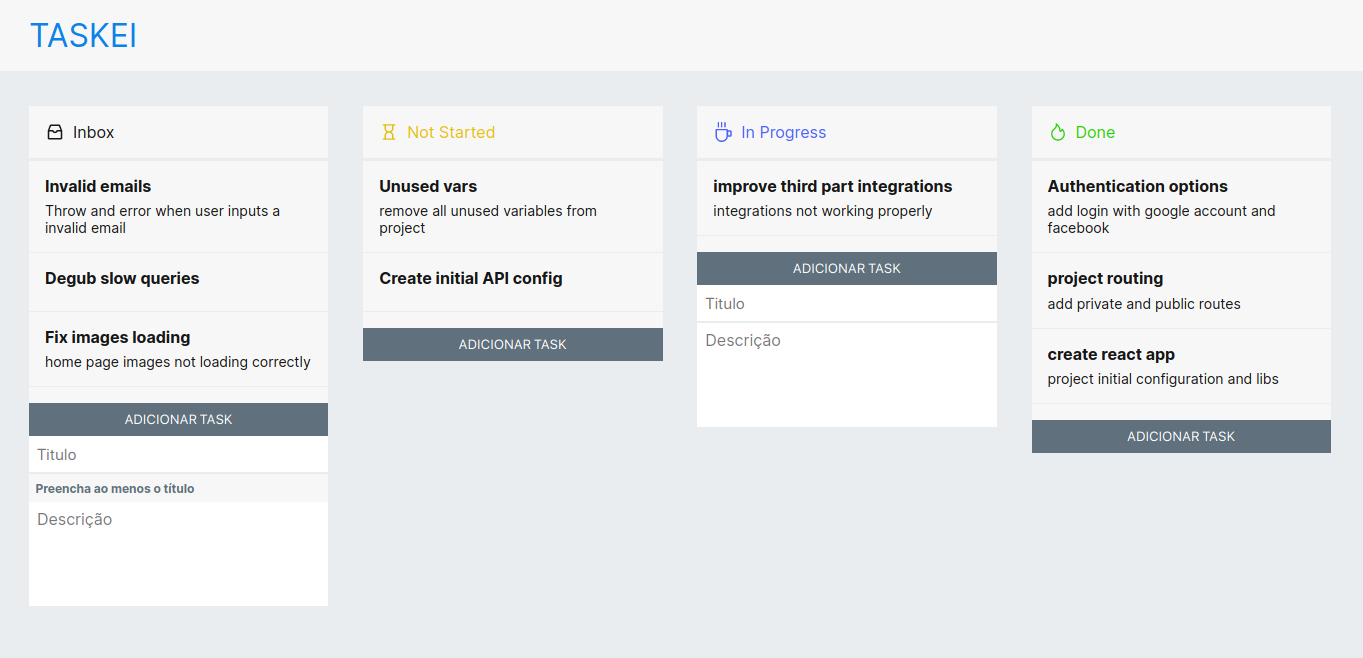 TASKEI
Inbox
Invalid emails
Throw and error when user inputs a
invalid email
Degub slow queries
Fix images loading
home page images not loading correctly
ADICIONAR TASK
Titulo
Preencha ao menos o título
Descrição
Not Started
Unused vars
remove all unused variables from
project
Create initial API config
ADICIONAR TASK
In Progress
improve third part integrations
integrations not working properly
ADICIONAR TASK
Titulo
Descrição
Done
Authentication options
add login with google account and
facebook
project routing
add private and public routes
create react app
project initial configuration and libs
ADICIONAR TASK